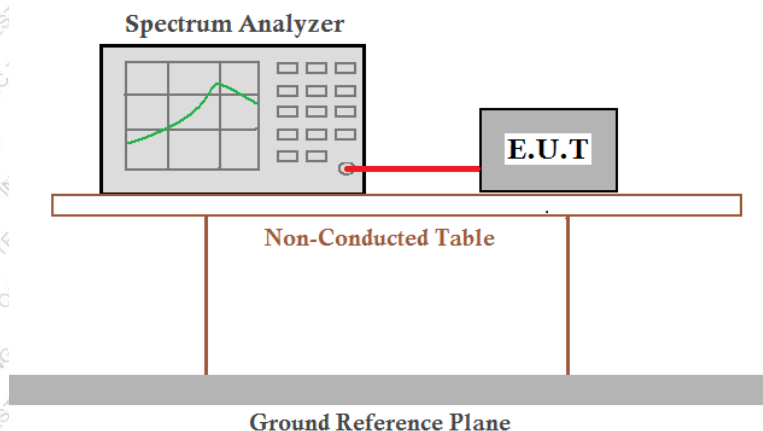 Spectrum Analyzer
E.U.T
Non-Conducted Table
Ground Reference Plane